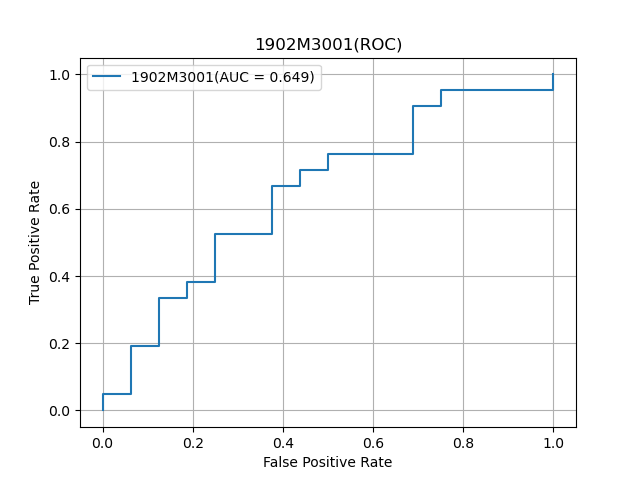 1902M3001(ROC)
1902M3001(AUC = 0.649)
True Positive Rate
1.0
0.8
0.6
0.4
0.2
0.0
0.0 0.2 0.4 0.6 0.8 1.0
False Positive Rate